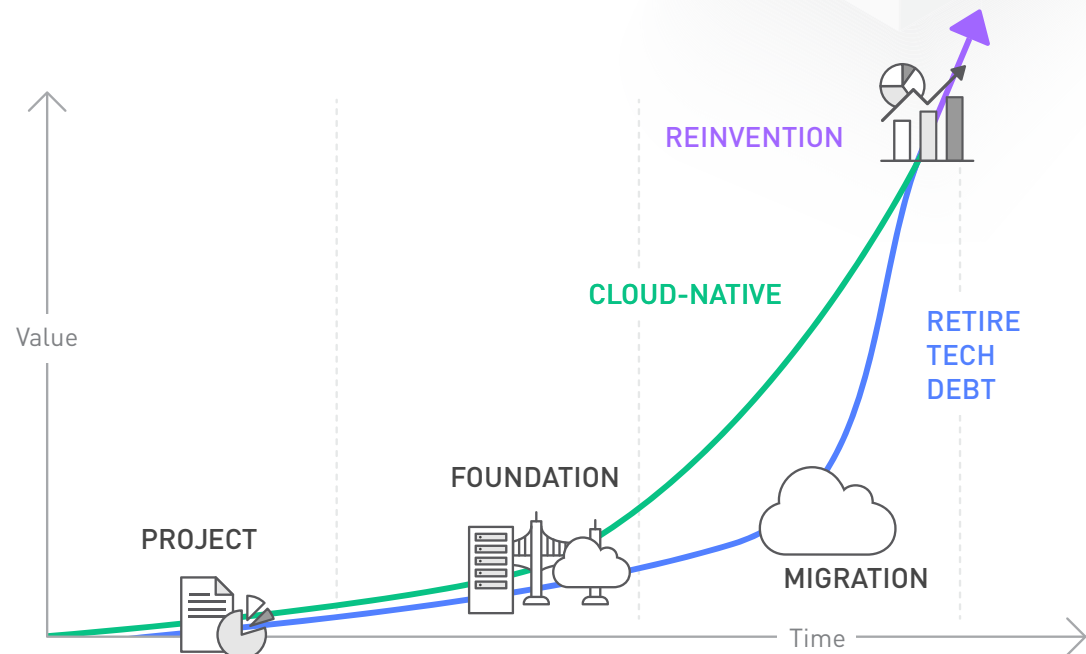 REINVENTION
CLOUD-NATIVE
RETIRE
TECH
DEBT
Value
FOUNDATION
PROJECT
MIGRATION
Time